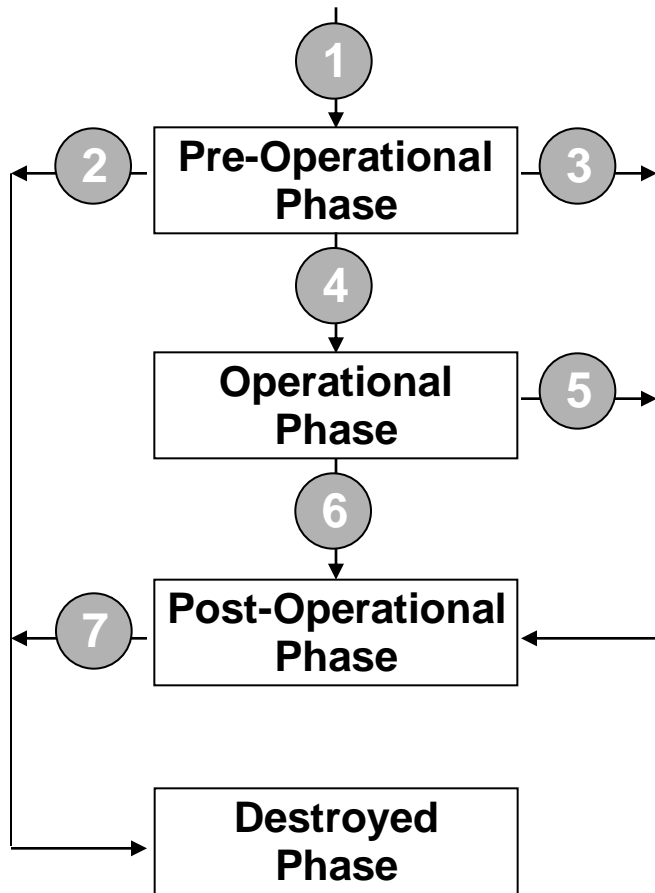 1
2
Pre-Operational
Phase
3
4
Operational
Phase
5
6
7
Post-Operational
Phase
Destroyed
Phase